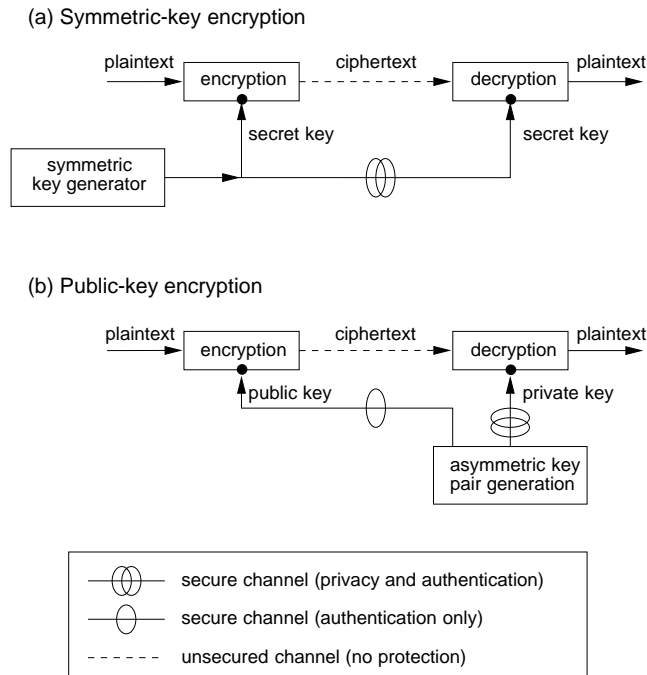 (a) Symmetric-key encryption
plaintext
encryption
ciphertext
decryption
plaintext
secret key
secret key
symmetric
key generator
(b) Public-key encryption
plaintext
encryption
ciphertext
decryption
plaintext
public key
private key
asymmetric key
pair generation
secure channel (privacy and authentication)
secure channel (authentication only)
unsecured channel (no protection)